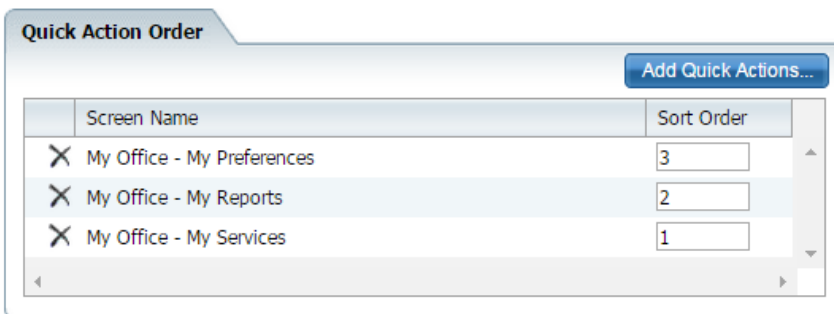 Quick Action Order
Add Quick Actions...
Screen Name Sort Order
My Office - My Preferences 3
My Office - My Reports 2
My Office - My Services 1